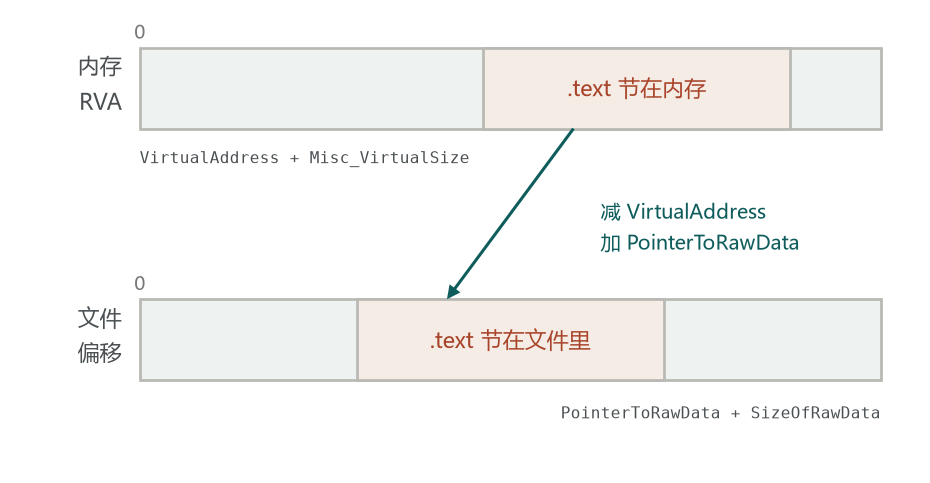 0
内存
RVA
.text 节在内存
VirtualAddress + Misc_VirtualSize
减 VirtualAddress
加 PointerToRawData
0
文件
偏移
.text 节在文件里
PointerToRawData + SizeOfRawData